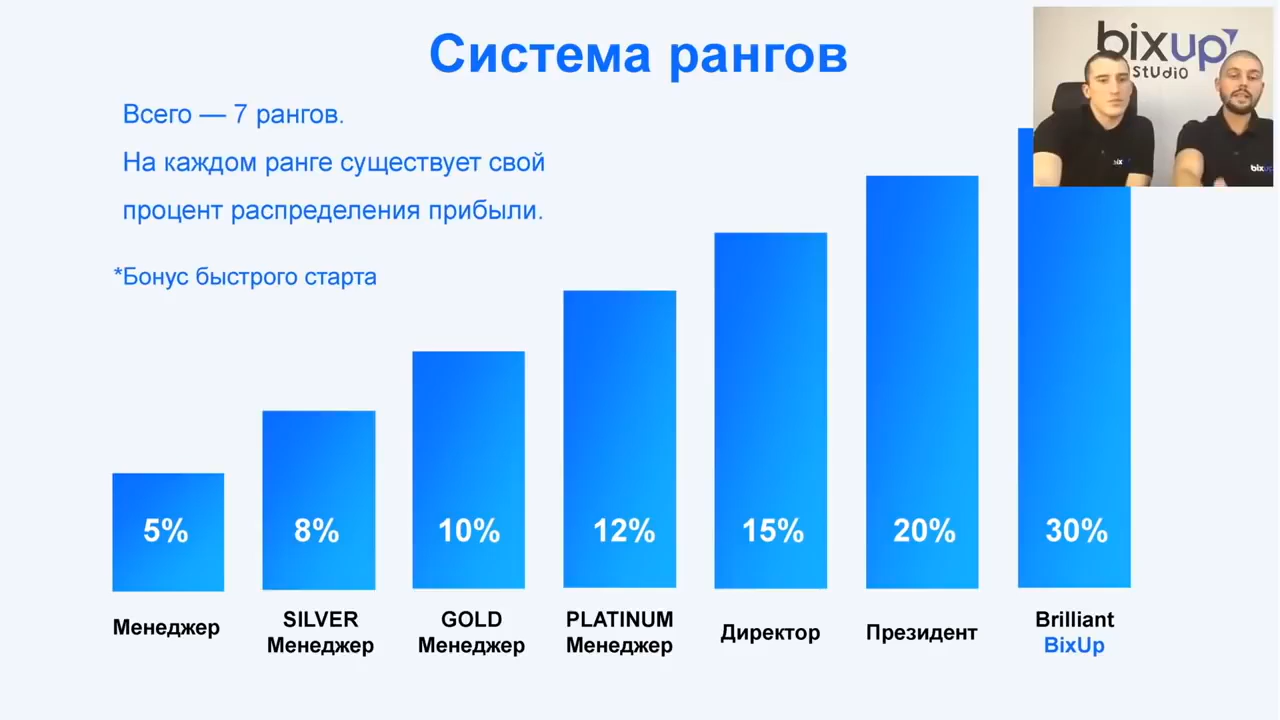 Система рангов
bixup
STUDIO
Всего — 7 рангов.
На каждом ранге существует свой
процент распределения прибыли.
*Бонус быстрого старта
5%
8%
10%
12%
15%
20%
30%
Менеджер
SILVER
Менеджер
GOLD
Менеджер
PLATINUM
Менеджер
Директор
Президент
Brilliant
BixUp